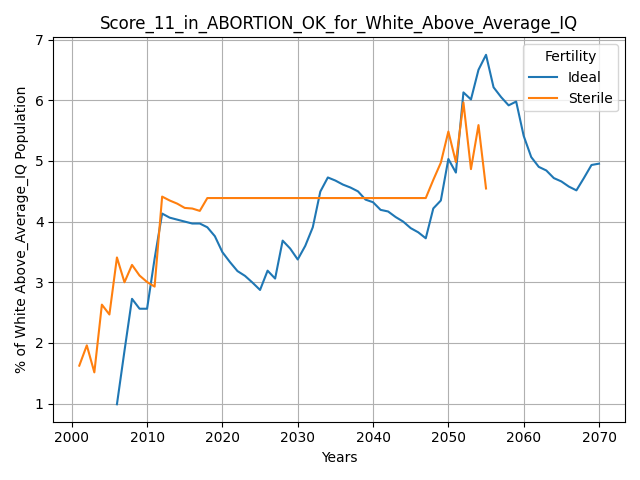 Score_11_in_ABORTION_OK_for_White_Above_Average_IQ
Fertility
Ideal
Sterile
% of White Above_Average_IQ Population
7
6
5
4
3
2
1
2000 2010 2020 2030 2040 2050 2060 2070
Years